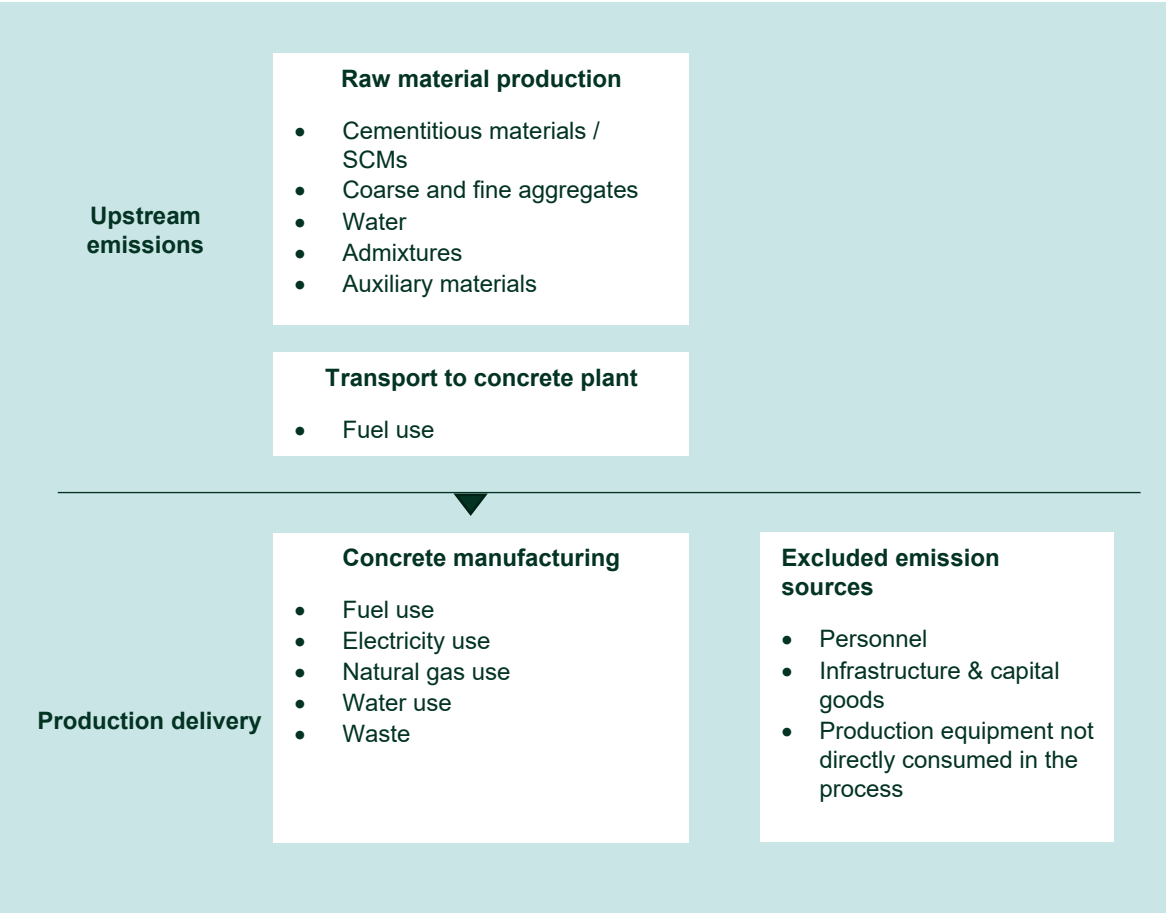 Raw material production
• Cementitious materials /
SCMs
• Coarse and fine aggregates
• Water
• Admixtures
• Auxiliary materials
Upstream
emissions
Transport to concrete plant
• Fuel use
Concrete manufacturing
• Fuel use
• Electricity use
• Natural gas use
• Water use
• Waste
Production delivery
Excluded emission
sources
• Personnel
• Infrastructure & capital
goods
• Production equipment not
directly consumed in the
process